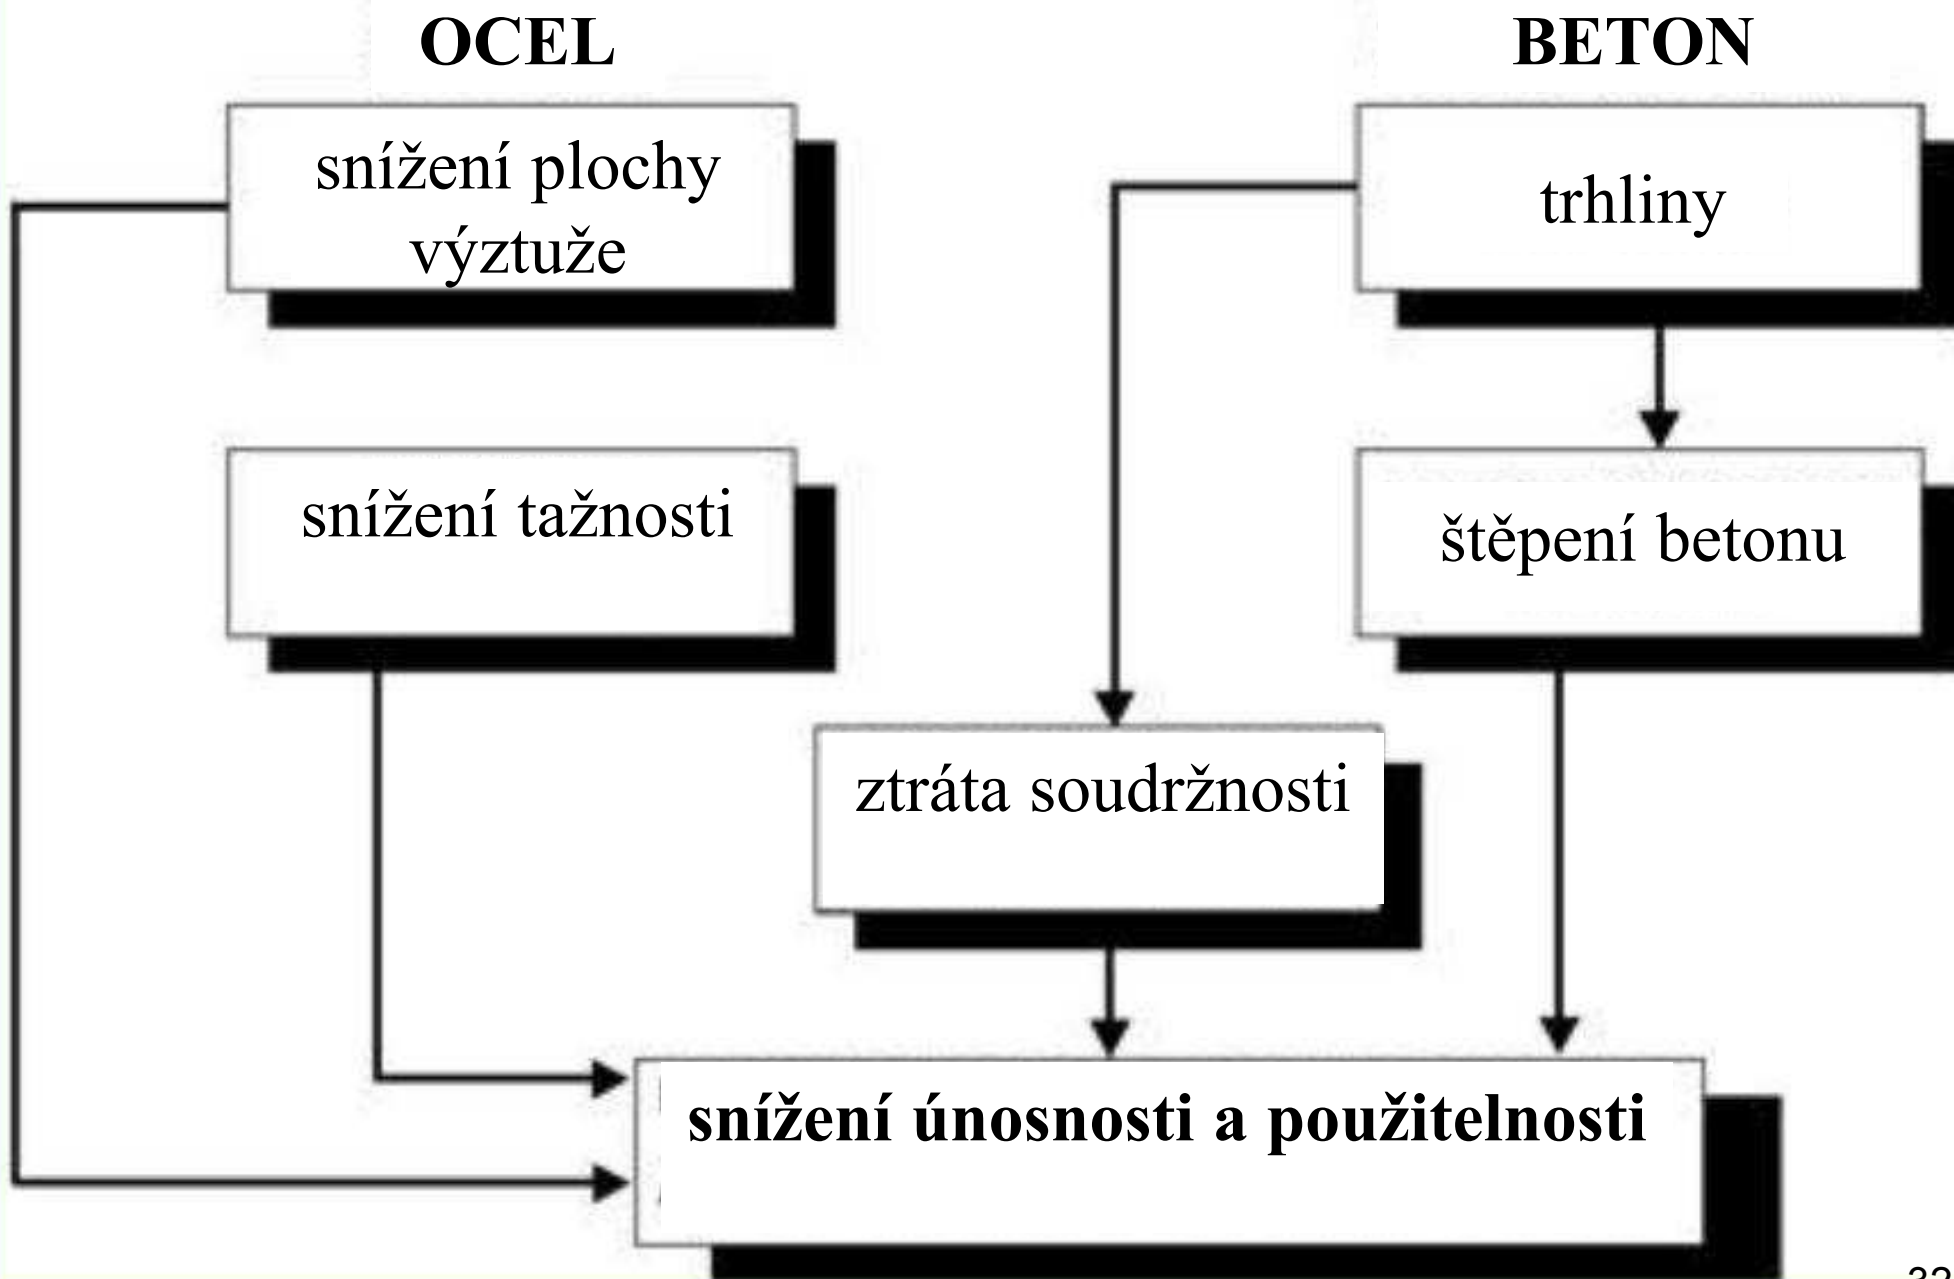 OCEL
BETON
snížení plochy
výztuže
trhliny
snížení tažnosti
štěpení betonu
ztráta soudržnosti
snížení únosnosti a použitelnosti